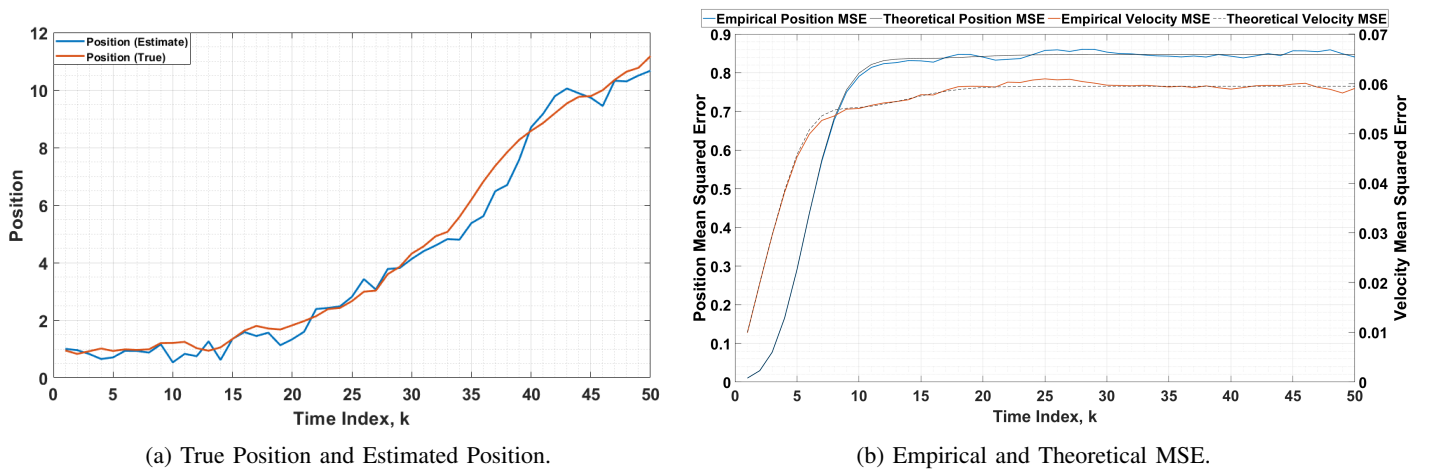 Position (Estimate)
Position (True)
12
10
8
6
4
2
0
Position
0 5 10 15 20 25 30 35 40 45 50
Time Index, k
(a) True Position and Estimated Position.
Empirical Position MSE Theoretical Position MSE Empirical Velocity MSE Theoretical Velocity MSE
0.9
0.8
0.7
0.6
0.5
0.4
0.3
0.2
0.1
0
Position Mean Squared Error
0.07
0.06
0.05
0.04
0.03
0.02
0.01
0
Velocity Mean Squared Error
0 5 10 15 20 25 30 35 40 45 50
Time Index, k
(b) Empirical and Theoretical MSE.